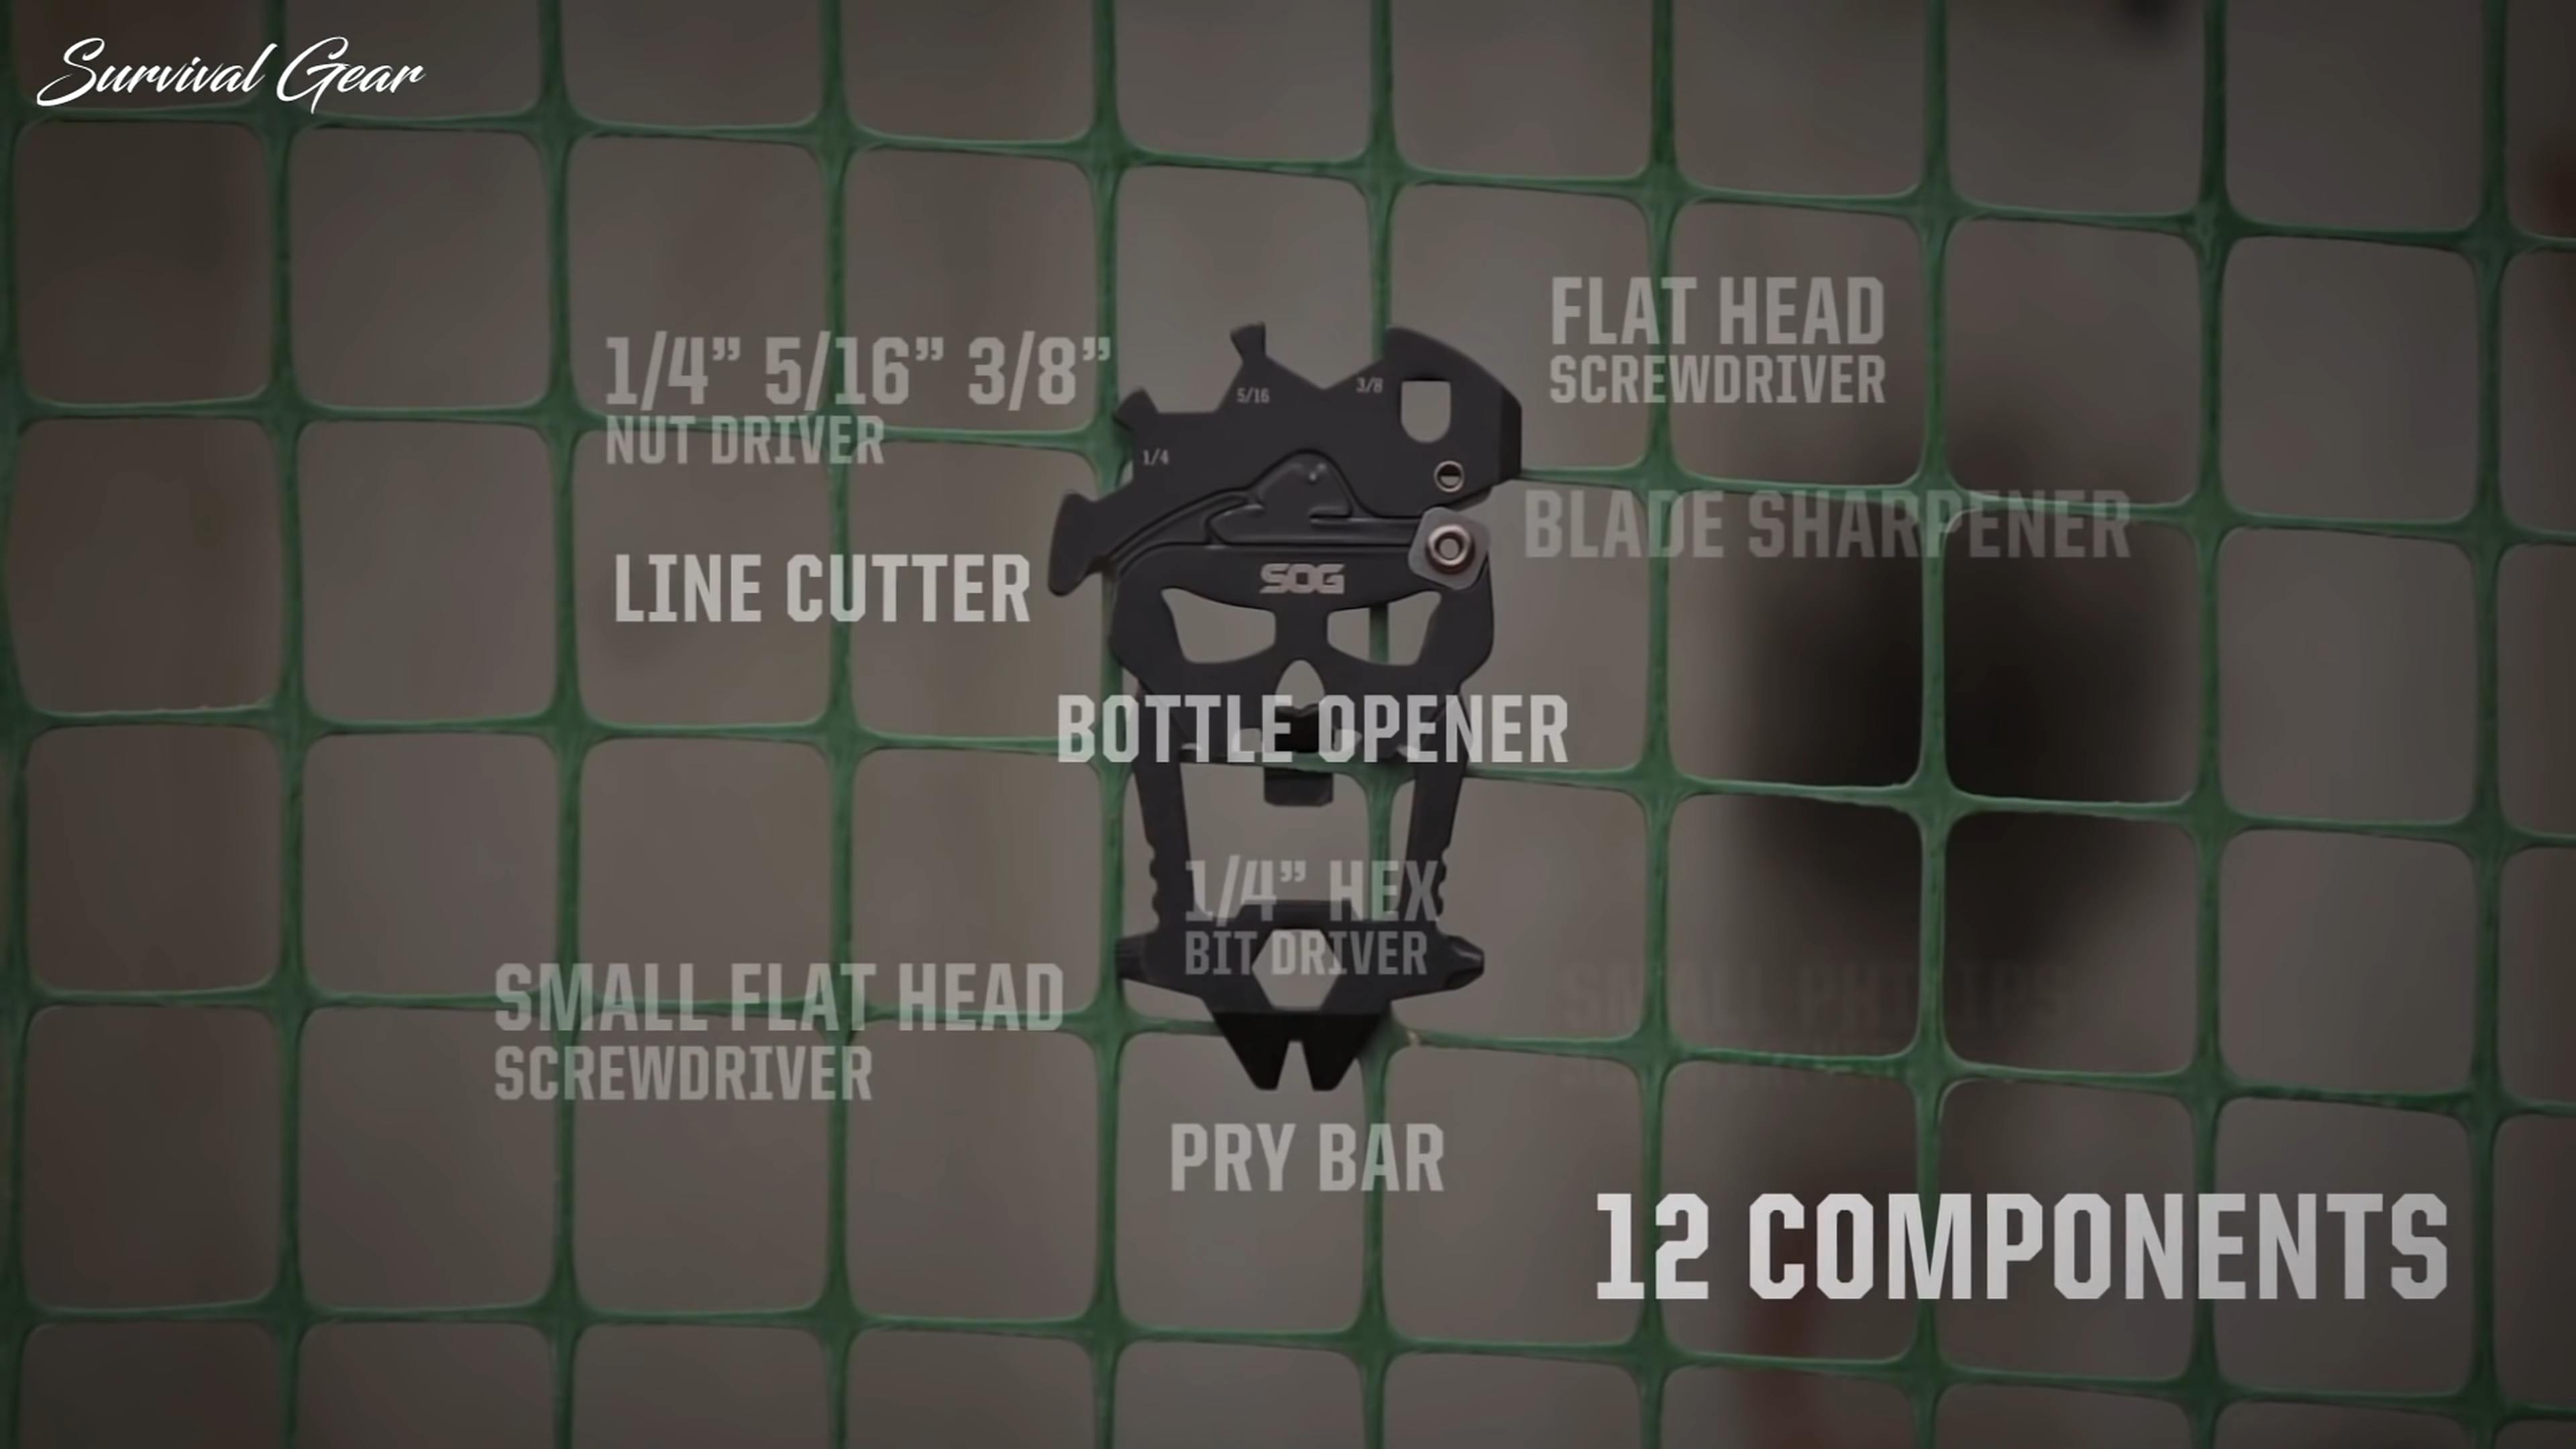 Survival Gear
FLAT HEAD
SCREWDRIVER
1/4” 5/16” 3/8”
NUT DRIVER
5/16
3/8
1/4
BLADE SHARPENER
LINE CUTTER
SOG
BOTTLE OPENER
1/4” HEX
BIT DRIVER
SMALL FLAT HEAD
SCREWDRIVER
SMALL PHILLIPS
PRY BAR
12 COMPONENTS